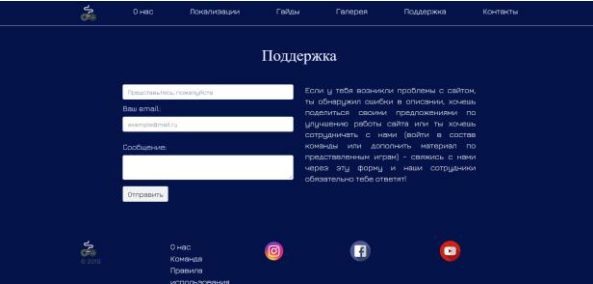 О нас Локализации Гайды Галерея Поддержка Контакты
Поддержка
Представьтесь, пожалуйста
Ваш email:
example@mail.ru
Сообщение:
Отправить
Если у тебя возникли проблемы с сайтом,
ты обнаружил ошибки в описании, хочешь
поделиться своими предложениями по
улучшению работы сайта или ты хочешь
сотрудничать с нами (войти в состав
команды или дополнить материал по
представленным играм) - свяжись с нами
через эту форму и наши сотрудники
обязательно тебе ответят!
© 2019
О нас
Команда
Правила
использования